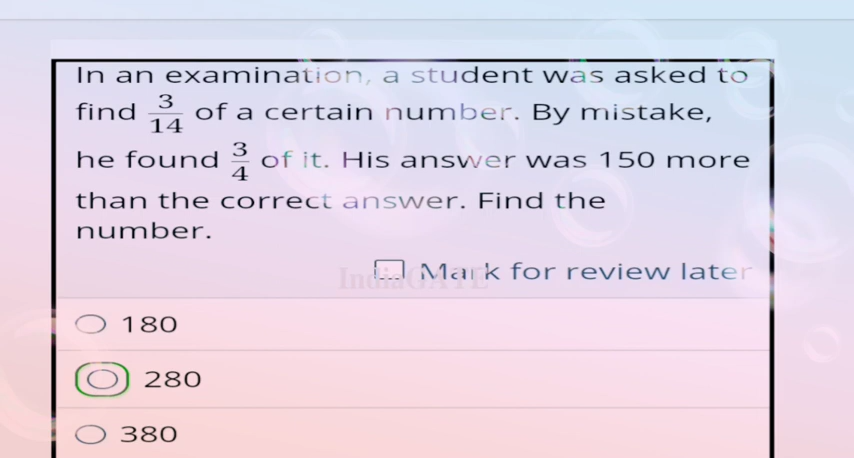 In an examination, a student was asked to
find 3/14 of a certain number. By mistake,
he found 3/4 of it. His answer was 150 more
than the correct answer. Find the
number.
Mark for review later
IndiaGATE
180
280
380